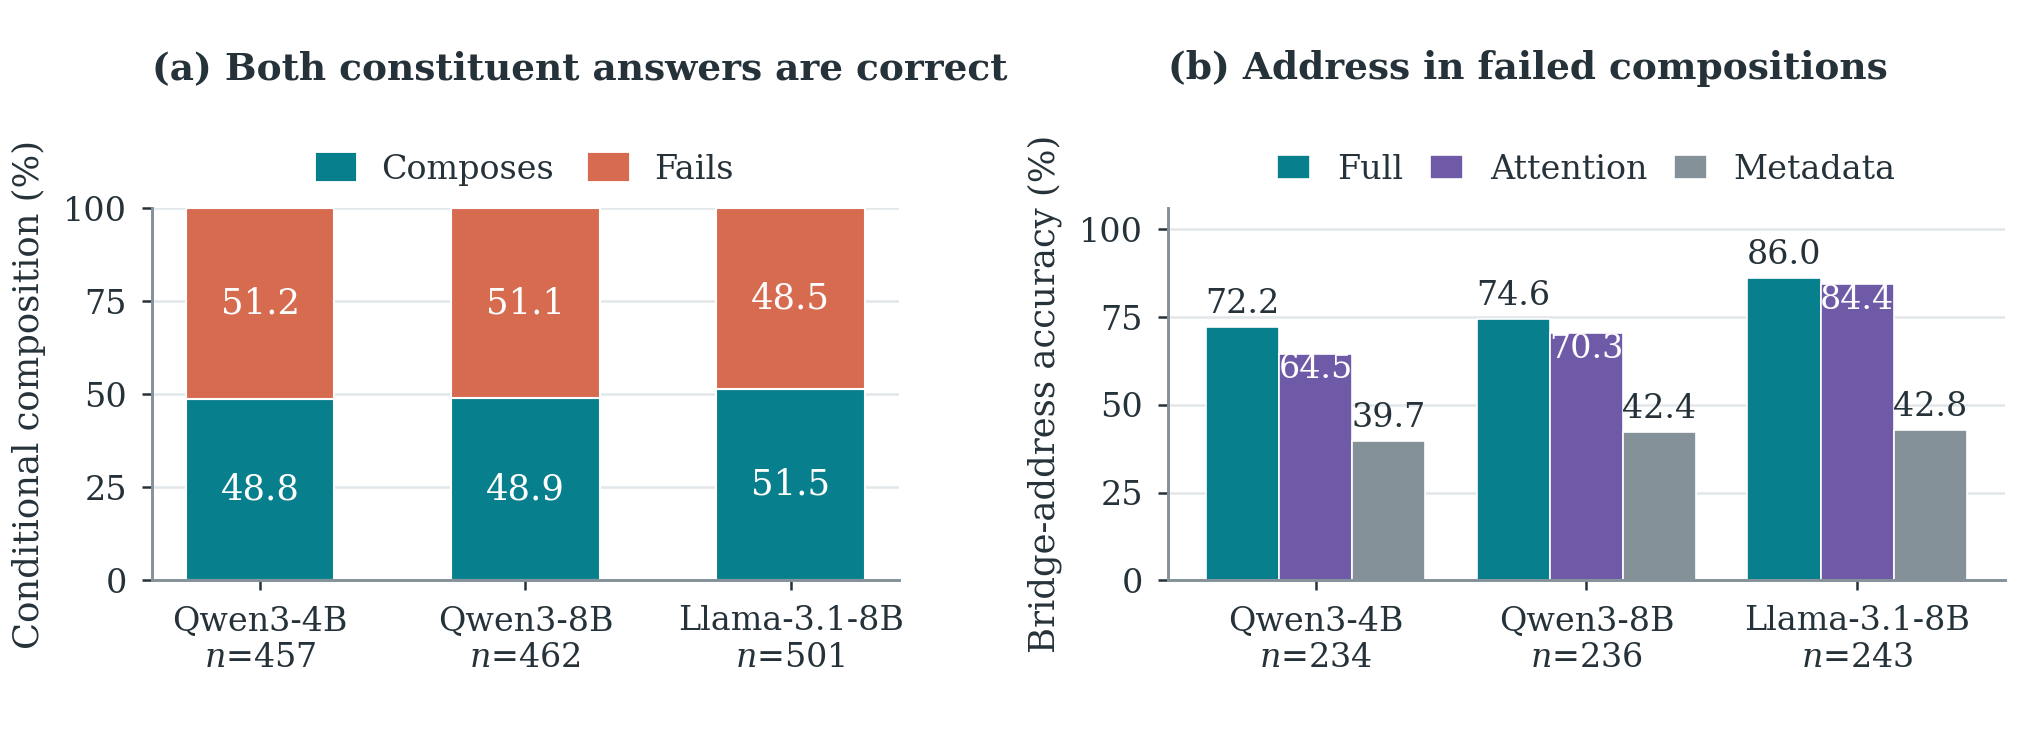 (a) Both constituent answers are correct
Composes Fails
Conditional composition (%)
100
75
50
25
0
51.2 51.1 48.5
48.8 48.9 51.5
Qwen3-4B Qwen3-8B Llama-3.1-8B
n=457 n=462 n=501
(b) Address in failed compositions
Full Attention Metadata
Bridge-address accuracy (%)
100
75
50
25
0
72.2 64.5 39.7
74.6 70.3 42.4
86.0 84.4 42.8
Qwen3-4B Qwen3-8B Llama-3.1-8B
n=234 n=236 n=243